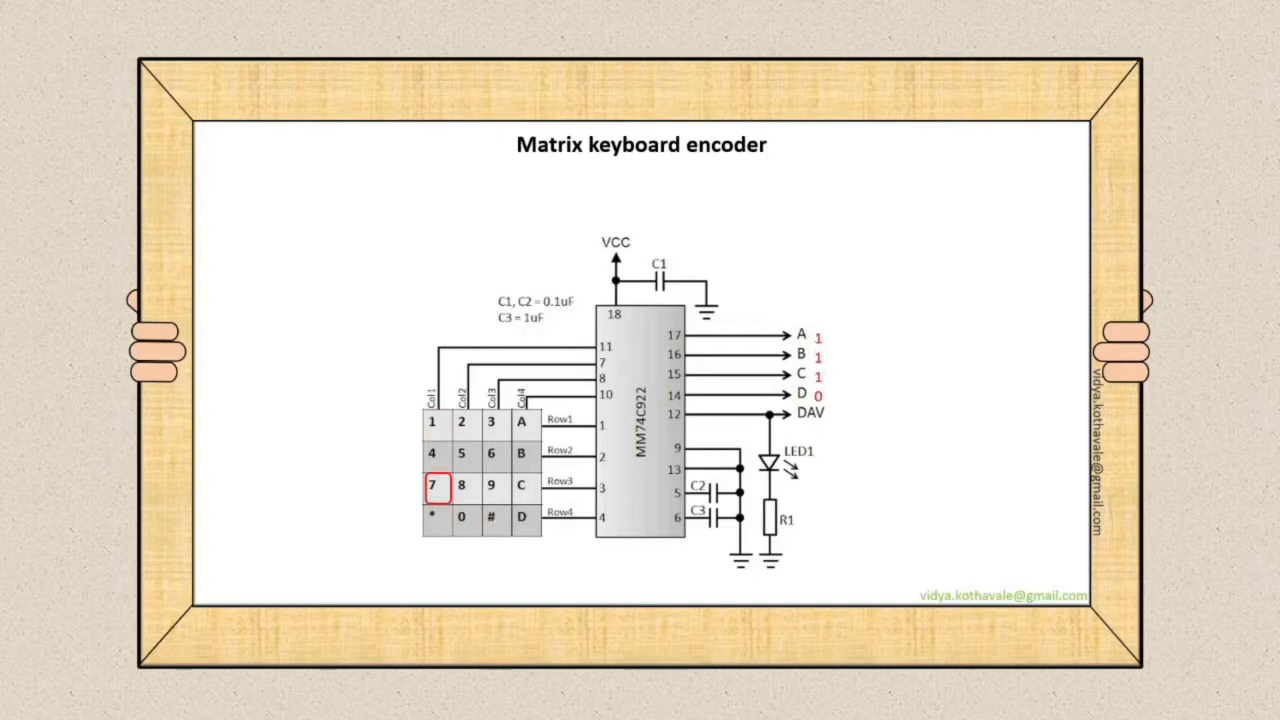 Matrix keyboard encoder
VCC
C1
C1, C2 = 0.1uF
C3 = 1uF
18
11
7
8
10
1
2
3
4
17
16
15
14
12
9
13
5
6
MM74C922
A 1
B 1
C 1
D 0
DAV
LED1
R1
C2
C3
Col1
Col2
Col3
Col4
1 2 3 A Row1
4 5 6 B Row2
7 8 9 C Row3
* 0 # D Row4
vidya.kothavale@gmail.com
vidya.kothavale@gmail.com